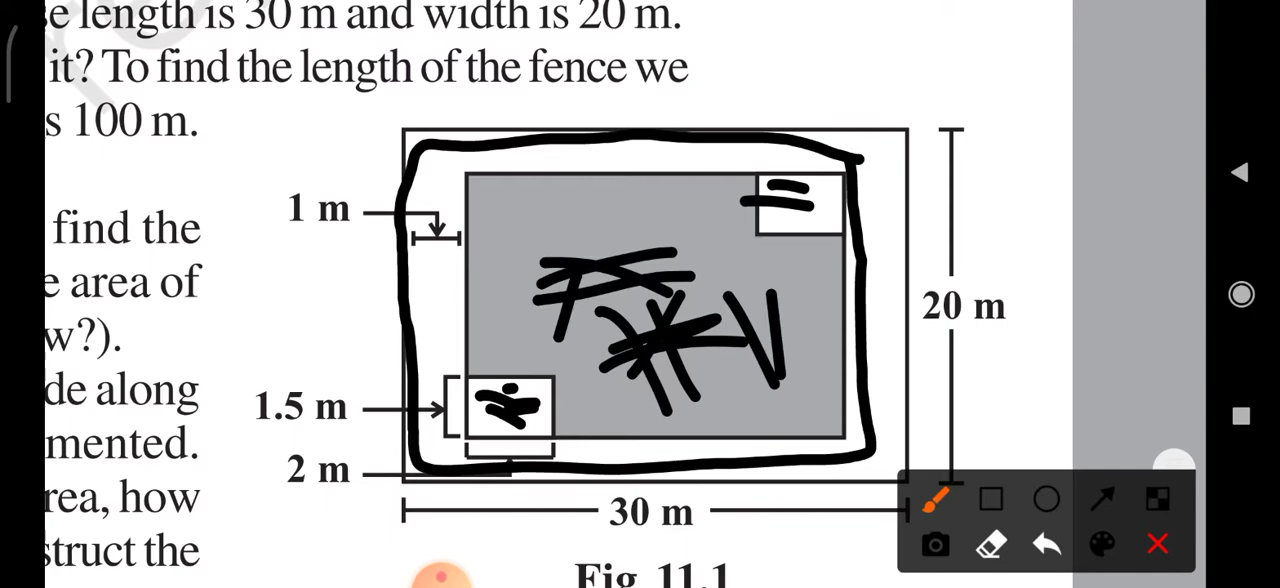 e length is 30 m and width is 20 m.
it? To find the length of the fence we
s 100 m.
1 m
find the
e area of
w?).
20 m
de along
1.5 m
mented.
2 m
rea, how
30 m
struct the
Fig 11.1